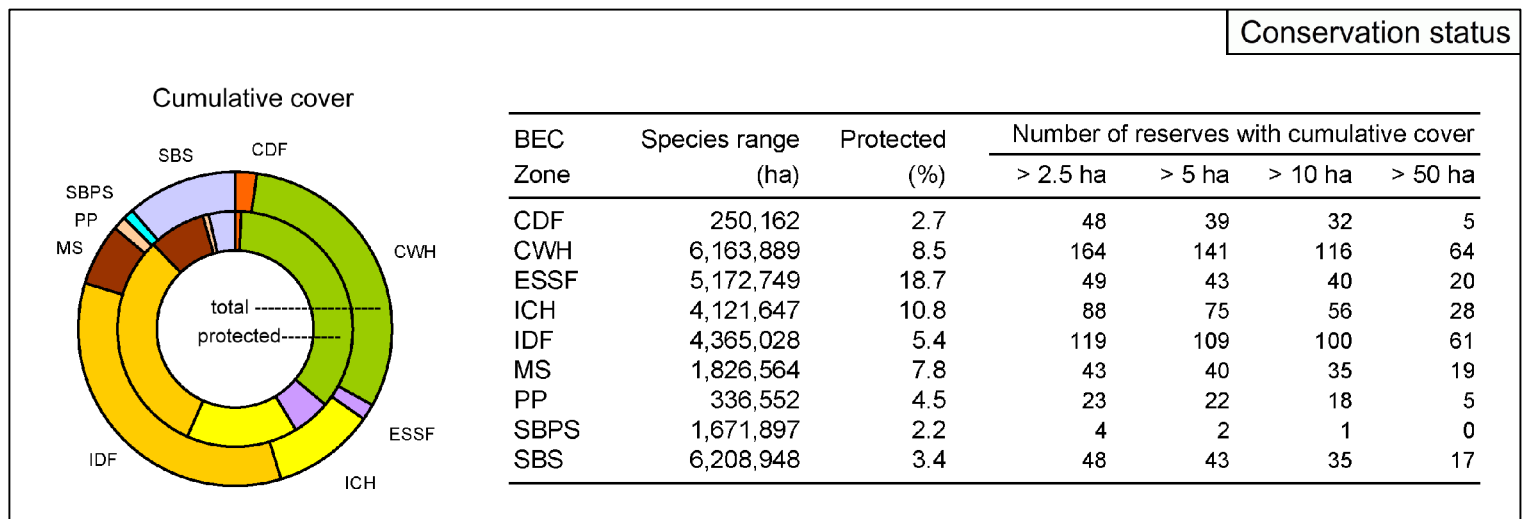 Conservation status
Cumulative cover
CDF
CWH
ESSF
ICH
IDF
MS
PP
SBPS
SBS
total
protected
BEC Species range Protected Number of reserves with cumulative cover
Zone (ha) (%) > 2.5 ha > 5 ha > 10 ha > 50 ha
CDF 250,162 2.7 48 39 32 5
CWH 6,163,889 8.5 164 141 116 64
ESSF 5,172,749 18.7 49 43 40 20
ICH 4,121,647 10.8 88 75 56 28
IDF 4,365,028 5.4 119 109 100 61
MS 1,826,564 7.8 43 40 35 19
PP 336,552 4.5 23 22 18 5
SBPS 1,671,897 2.2 4 2 1 0
SBS 6,208,948 3.4 48 43 35 17